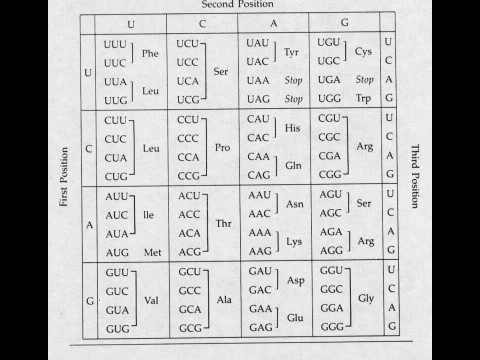 Second Position
U C A G
UUU UCU UAU UGU U
Phe Tyr Cys
UUC UCC UAC UGC C
Ser
UUA UCA UAA Stop UGA Stop A
Leu
UUG UCG UAG Stop UGG Trp G
U
CUU CCU CAU CGU U
His
CUC CCC CAC CGC C
C Leu Pro Arg
CUA CCA CAA CGA A
Gln
CUG CCG CAG CGG G
First Position
Third Position
AUU ACU AAU AGU U
Asn Ser
AUC Ile ACC AAC AGC C
A Thr
AUA ACA AAA AGA A
Lys Arg
AUG Met ACG AAG AGG G
GUU GCU GAU GGU U
Asp
GUC GCC GAC GGC C
G Val Ala Gly
GUA GCA GAA GGA A
Glu
GUG GCG GAG GGG G